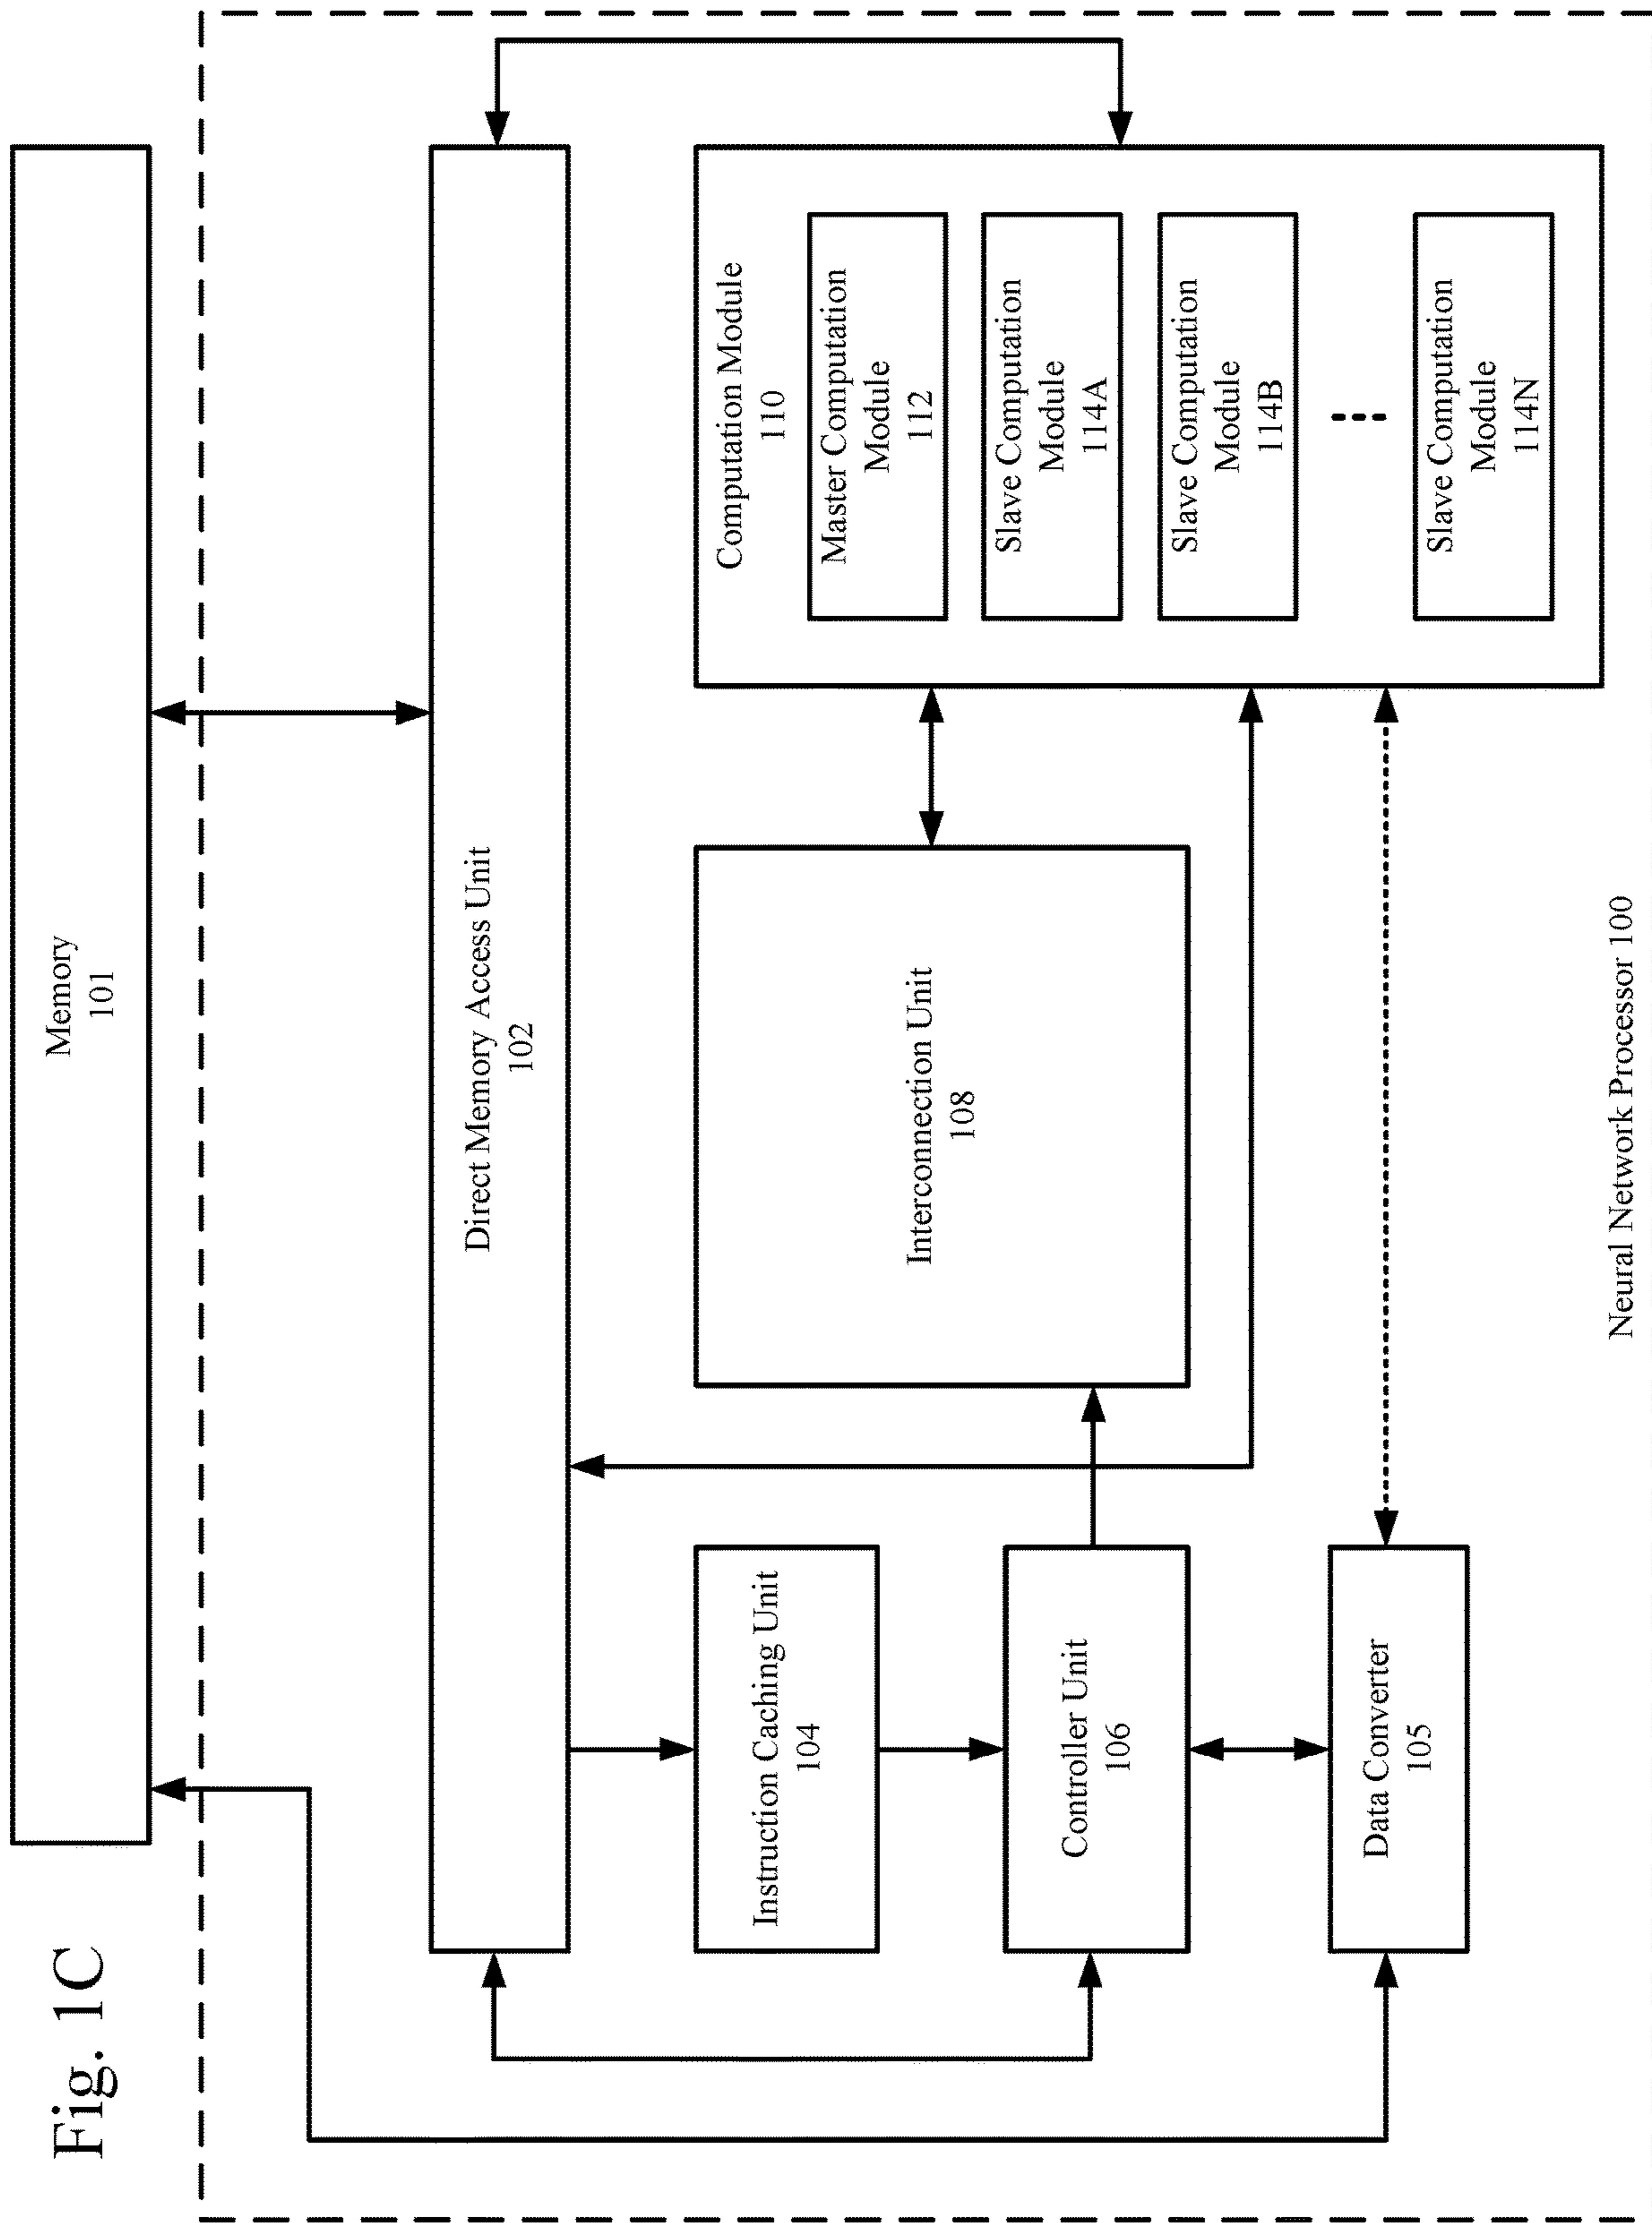 Fig. 1C
Memory
101
Direct Memory Access Unit
102
Instruction Caching Unit
104
Controller Unit
106
Data Converter
105
Interconnection Unit
108
Computation Module
110
Master Computation
Module
112
Slave Computation
Module
114A
Slave Computation
Module
114B
Slave Computation
Module
114N
Neural Network Processor 100